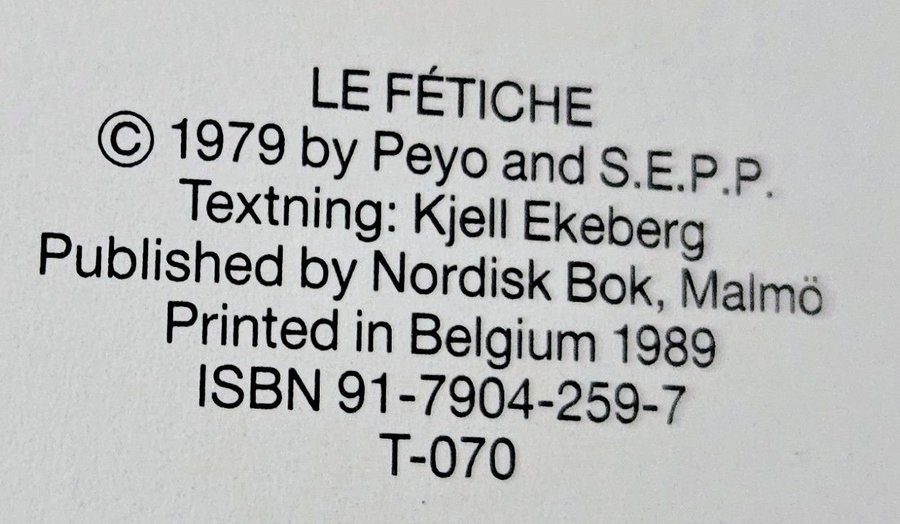 LE FÉTICHE
© 1979 by Peyo and S.E.P.P.
Textning: Kjell Ekeberg
Published by Nordisk Bok, Malmö
Printed in Belgium 1989
ISBN 91-7904-259-7
T-070